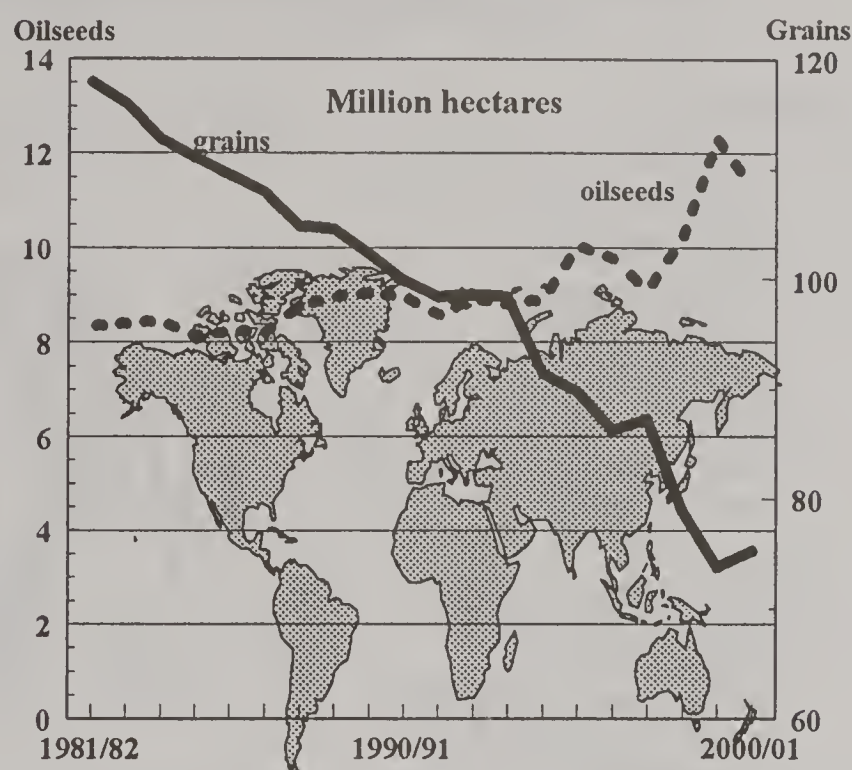 Oilseeds Grains
14 120
Million hectares
grains
12
oilseeds
10 100
8
6
80
4
2
0 60
1981/82 1990/91 2000/01